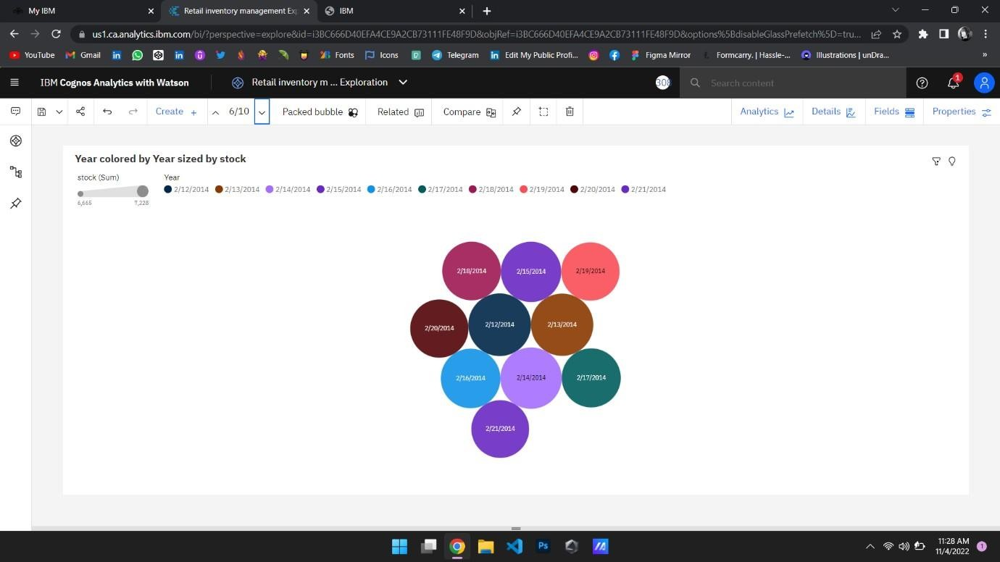 My IBM
Retail inventory management Exp
IBM
us1.ca.analytics.ibm.com/bi/?perspective=explore&id=i3BC666D40EFA4CE9A2CB73111FE48F9D&objRef=i3BC666D40EFA4CE9A2CB73111FE48F9D&options%5BdisableGlassPrefetch%5D=tru...
YouTube
Gmail
Fonts
Icons
Telegram
Edit My Public Profi...
Figma Mirror
Formcarry. | Hassle-...
Illustrations | unDra...
»
IBM Cognos Analytics with Watson
Retail inventory m ... Exploration
308
Search content
1
Create +
6/10
Packed bubble
Related
Compare
Analytics
Details
Fields
Properties
Year colored by Year sized by stock
stock (Sum)
6,665
7,228
Year
2/12/2014
2/13/2014
2/14/2014
2/15/2014
2/16/2014
2/17/2014
2/18/2014
2/19/2014
2/20/2014
2/21/2014
2/18/2014
2/15/2014
2/19/2014
2/20/2014
2/12/2014
2/13/2014
2/16/2014
2/14/2014
2/17/2014
2/21/2014
Ps
11:28 AM
11/4/2022
1